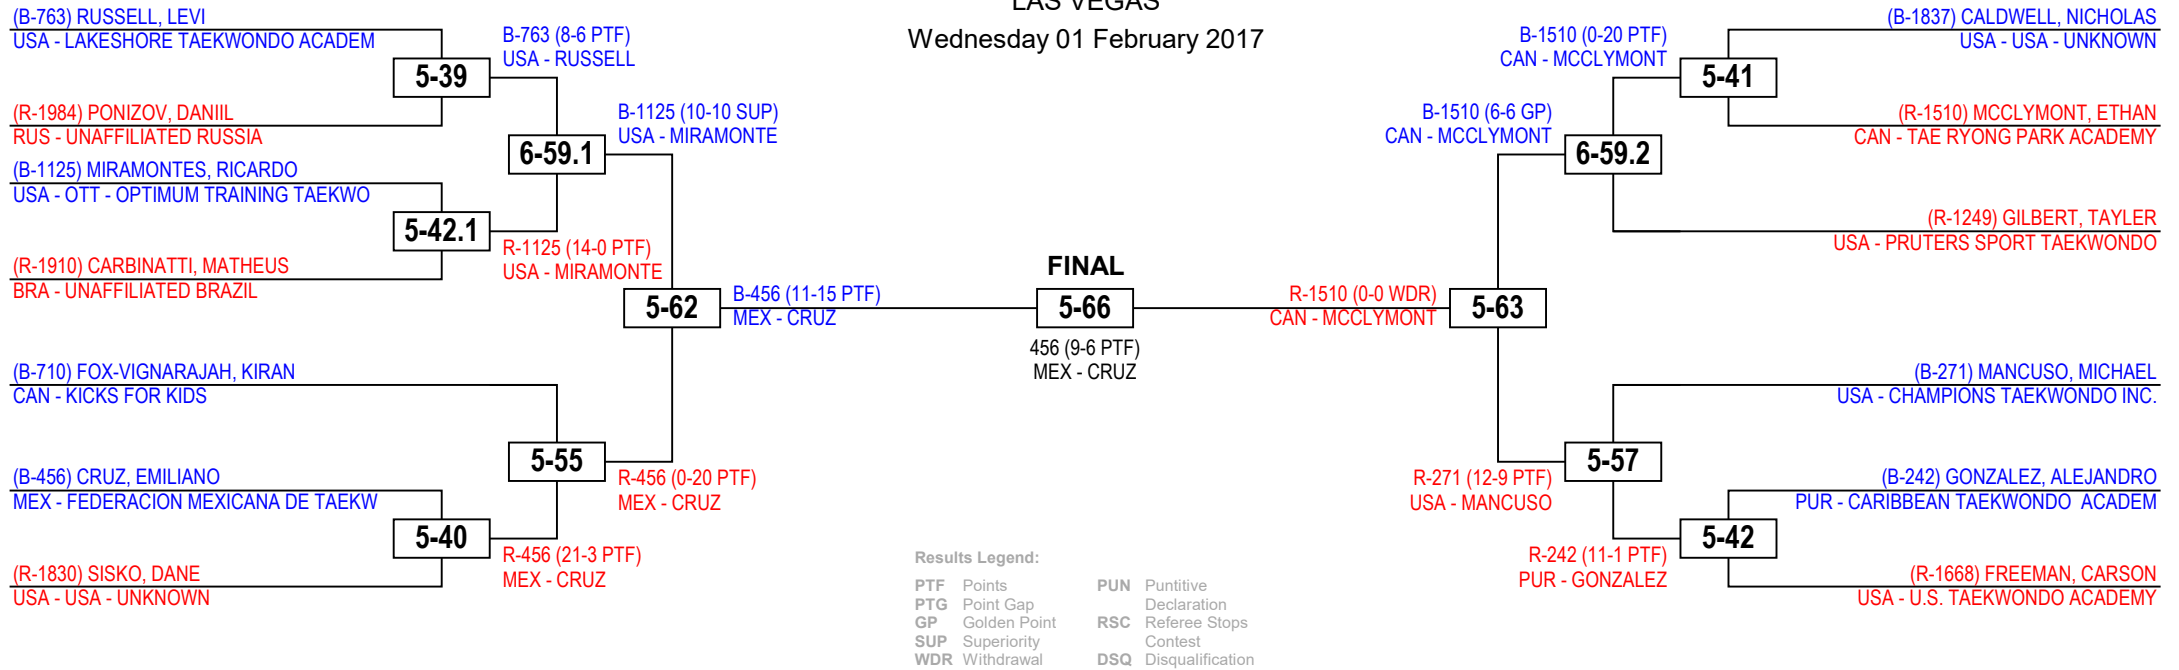 LAS VEGAS
Wednesday 01 February 2017
(B-763) RUSSELL, LEVI
USA - LAKESHORE TAEKWONDO ACADEM
5-39
(R-1984) PONIZOV, DANIIL
RUS - UNAFFILIATED RUSSIA
(B-1125) MIRAMONTES, RICARDO
USA - OTT - OPTIMUM TRAINING TAEKWO
5-42.1
(R-1910) CARBINATTI, MATHEUS
BRA - UNAFFILIATED BRAZIL
(B-710) FOX-VIGNARAJAH, KIRAN
CAN - KICKS FOR KIDS
(B-456) CRUZ, EMILIANO
MEX - FEDERACION MEXICANA DE TAEKW
5-40
(R-1830) SISKO, DANE
USA - USA - UNKNOWN
B-763 (8-6 PTF)
USA - RUSSELL
6-59.1
R-1125 (14-0 PTF)
USA - MIRAMONTE
5-55
R-456 (21-3 PTF)
MEX - CRUZ
B-1125 (10-10 SUP)
USA - MIRAMONTE
5-62
R-456 (0-20 PTF)
MEX - CRUZ
B-456 (11-15 PTF)
MEX - CRUZ
FINAL
5-66
456 (9-6 PTF)
MEX - CRUZ
R-1510 (0-0 WDR)
CAN - MCCLYMONT
5-63
B-1510 (6-6 GP)
CAN - MCCLYMONT
6-59.2
R-271 (12-9 PTF)
USA - MANCUSO
5-57
B-1510 (0-20 PTF)
CAN - MCCLYMONT
5-41
R-242 (11-1 PTF)
PUR - GONZALEZ
5-42
(B-1837) CALDWELL, NICHOLAS
USA - USA - UNKNOWN
(R-1510) MCCLYMONT, ETHAN
CAN - TAE RYONG PARK ACADEMY
(R-1249) GILBERT, TAYLER
USA - PRUTERS SPORT TAEKWONDO
(B-271) MANCUSO, MICHAEL
USA - CHAMPIONS TAEKWONDO INC.
(B-242) GONZALEZ, ALEJANDRO
PUR - CARIBBEAN TAEKWONDO  ACADEM
(R-1668) FREEMAN, CARSON
USA - U.S. TAEKWONDO ACADEMY
Results Legend:
PTF Points
PTG Point Gap
GP Golden Point
SUP Superiority
WDR Withdrawal
PUN Puntitive
Declaration
RSC Referee Stops
Contest
DSQ Disqualification